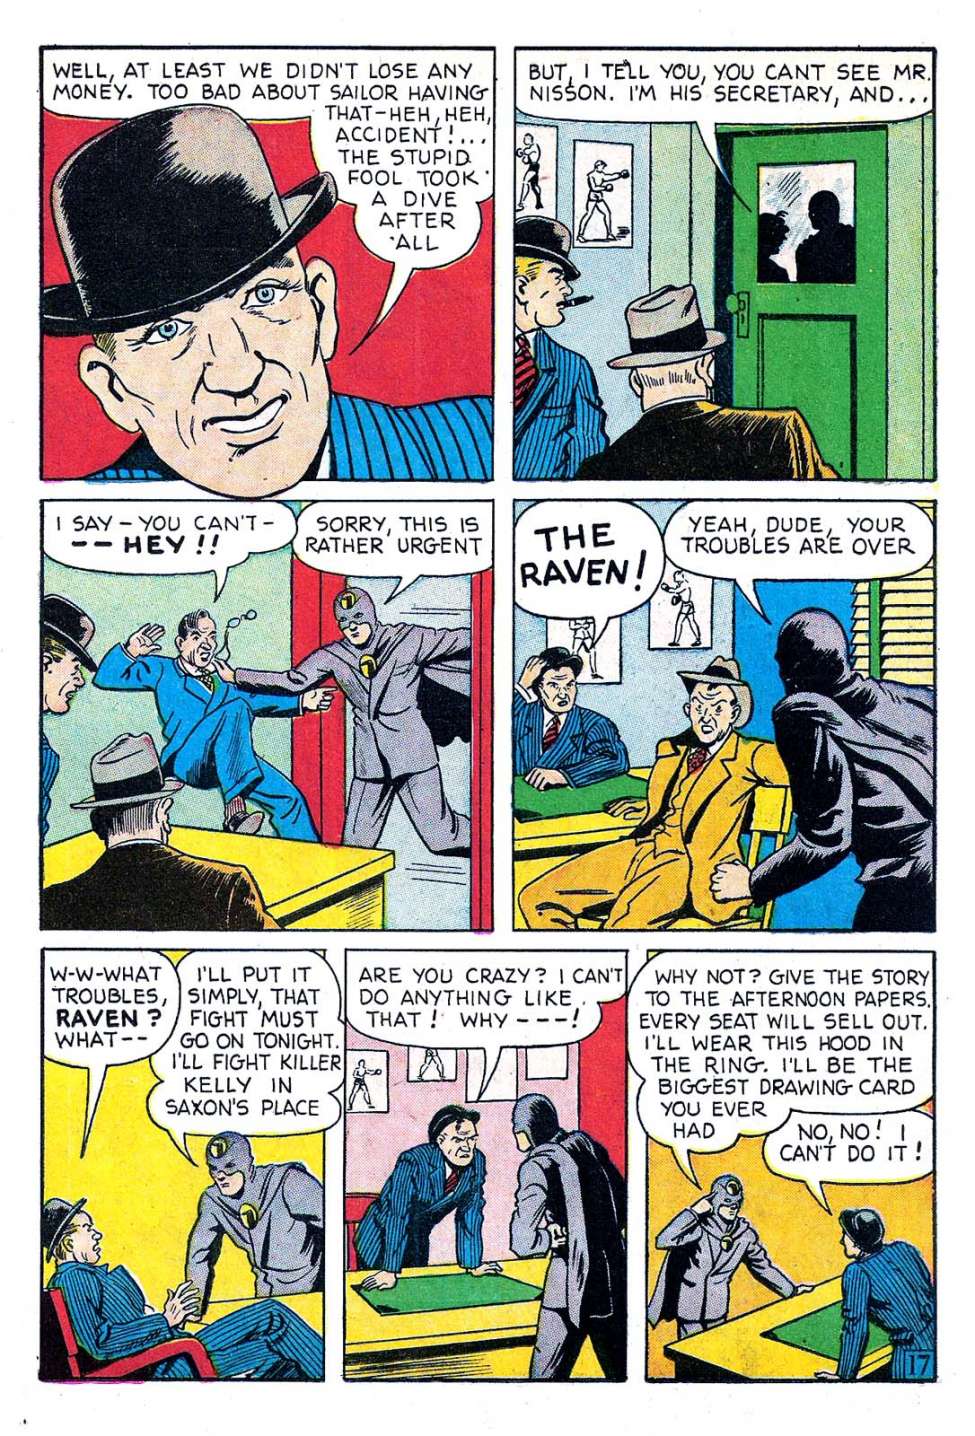 WELL, AT LEAST WE DIDN'T LOSE ANY
MONEY. TOO BAD ABOUT SAILOR HAVING
THAT-HEH, HEH,
ACCIDENT!...
THE STUPID
FOOL TOOK
A DIVE
AFTER
ALL
BUT, I TELL YOU, YOU CANT SEE MR.
NISSON. I'M HIS SECRETARY, AND...
I SAY - YOU CAN'T -
-- HEY!!
SORRY, THIS IS
RATHER URGENT
THE
RAVEN!
YEAH, DUDE, YOUR
TROUBLES ARE OVER
W-W-WHAT
TROUBLES,
RAVEN?
WHAT--
I'LL PUT IT
SIMPLY, THAT
FIGHT MUST
GO ON TONIGHT.
I'LL FIGHT KILLER
KELLY IN
SAXON'S PLACE
ARE YOU CRAZY? I CAN'T
DO ANYTHING LIKE
THAT! WHY ---!
WHY NOT? GIVE THE STORY
TO THE AFTERNOON PAPERS.
EVERY SEAT WILL SELL OUT.
I'LL WEAR THIS HOOD IN
THE RING. I'LL BE THE
BIGGEST DRAWING CARD
YOU EVER
HAD
NO, NO! I
CAN'T DO IT!
17